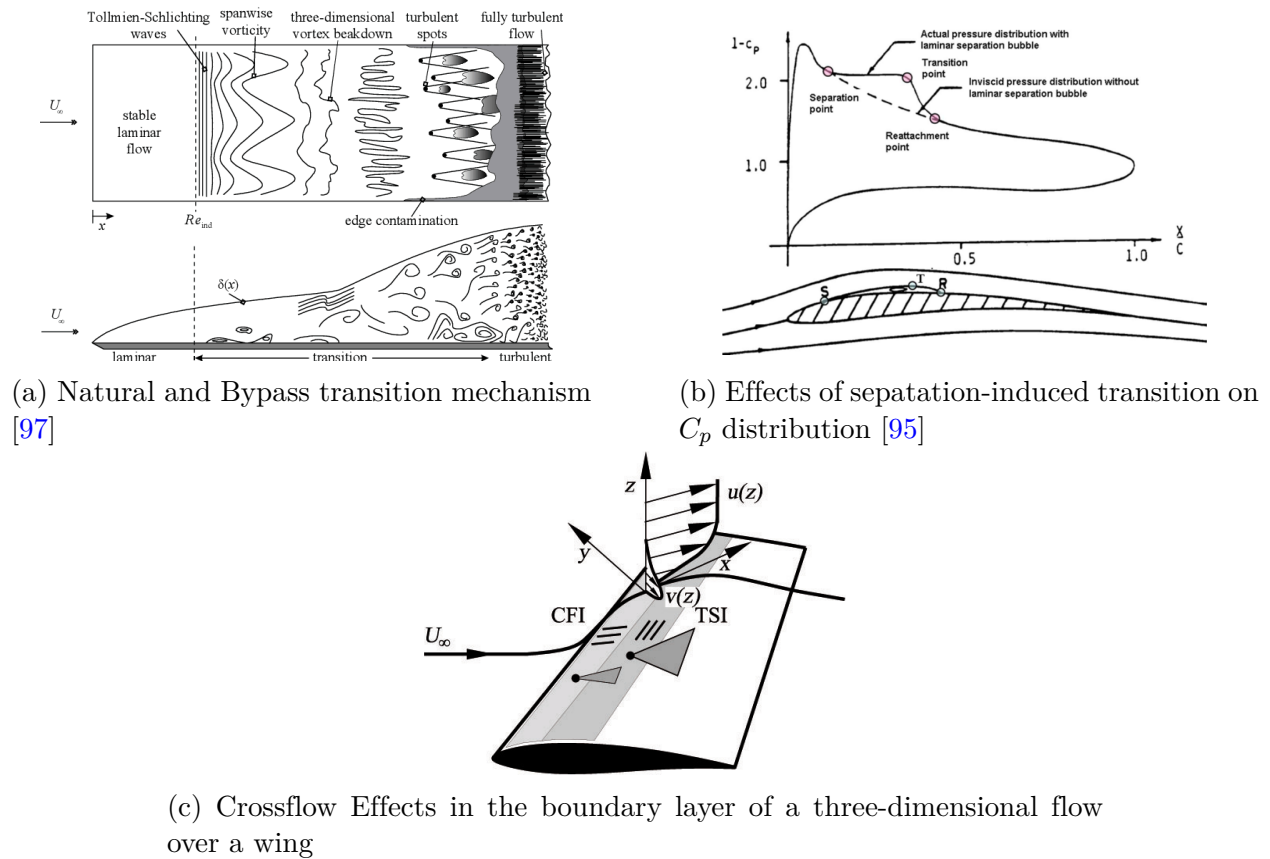 Tollmien-Schlichting
waves
spanwise
vorticity
three-dimensional
vortex beakdown
turbulent
spots
fully turbulent
flow
U∞
stable
laminar
flow
x
Re_ind
edge contamination
δ(x)
U∞
laminar
transition
turbulent
(a) Natural and Bypass transition mechanism
[97]
1-c_p
2.0
1.0
Actual pressure distribution with
laminar separation bubble
Transition
point
Inviscid pressure distribution without
laminar separation bubble
Separation
point
Reattachment
point
0.5
1.0
X
C
S
T
R
(b) Effects of sepatation-induced transition on
C_p distribution [95]
z
u(z)
y
x
v(z)
CFI
TSI
U∞
(c) Crossflow Effects in the boundary layer of a three-dimensional flow
over a wing